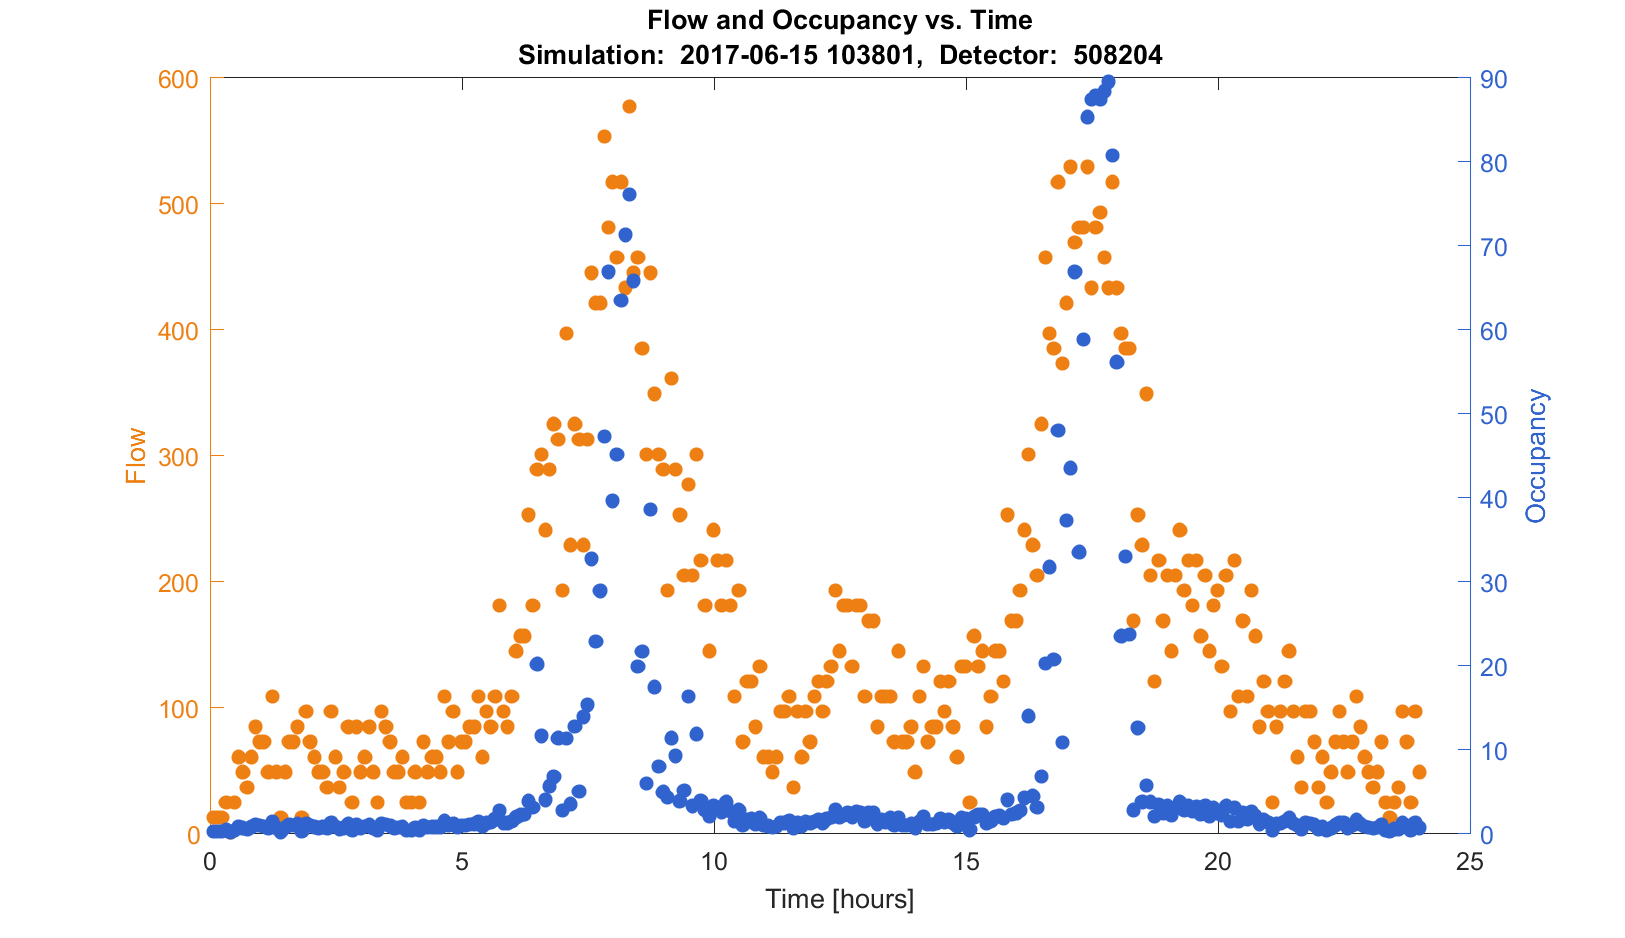 Flow and Occupancy vs. Time
Simulation:  2017-06-15 103801,  Detector:  508204
600
500
400
300
200
100
0
Flow
90
80
70
60
50
40
30
20
10
0
Occupancy
0 5 10 15 20 25
Time [hours]